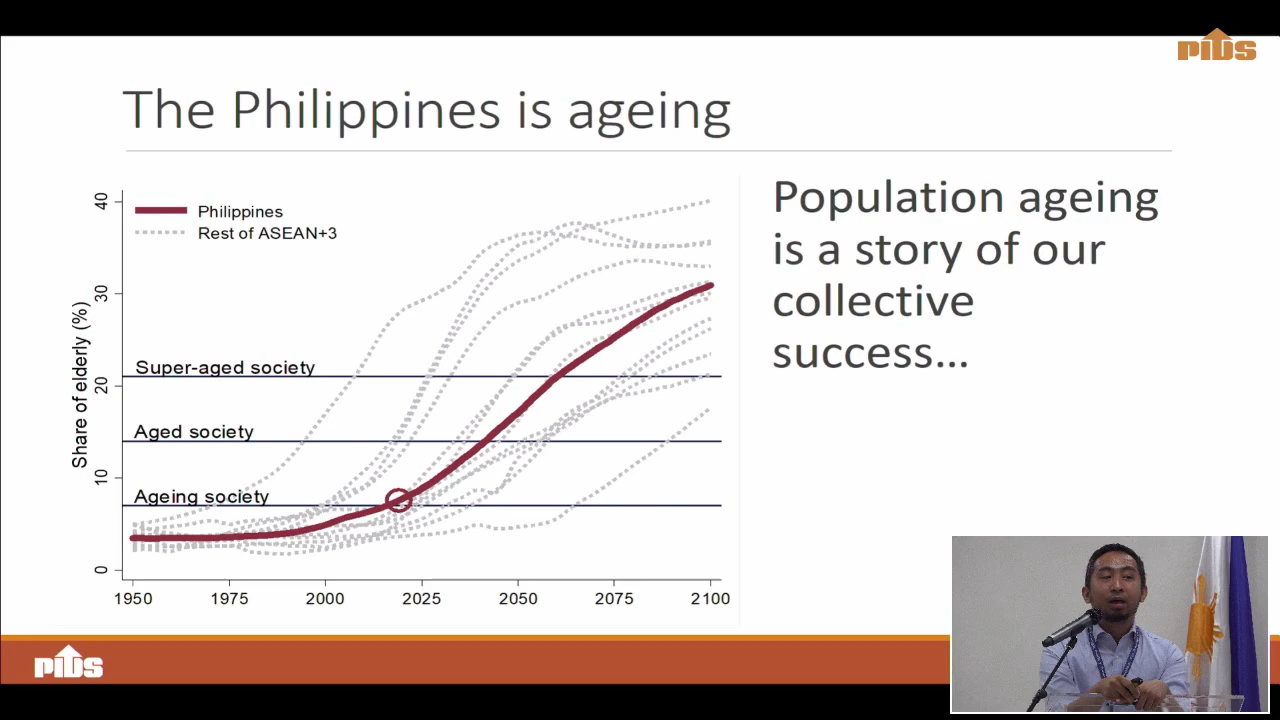 PIDS
The Philippines is ageing
Population ageing
is a story of our
collective
success...
Philippines
Rest of ASEAN+3
Share of elderly (%)
40
30
20
10
0
Super-aged society
Aged society
Ageing society
1950 1975 2000 2025 2050 2075 2100
PIDS